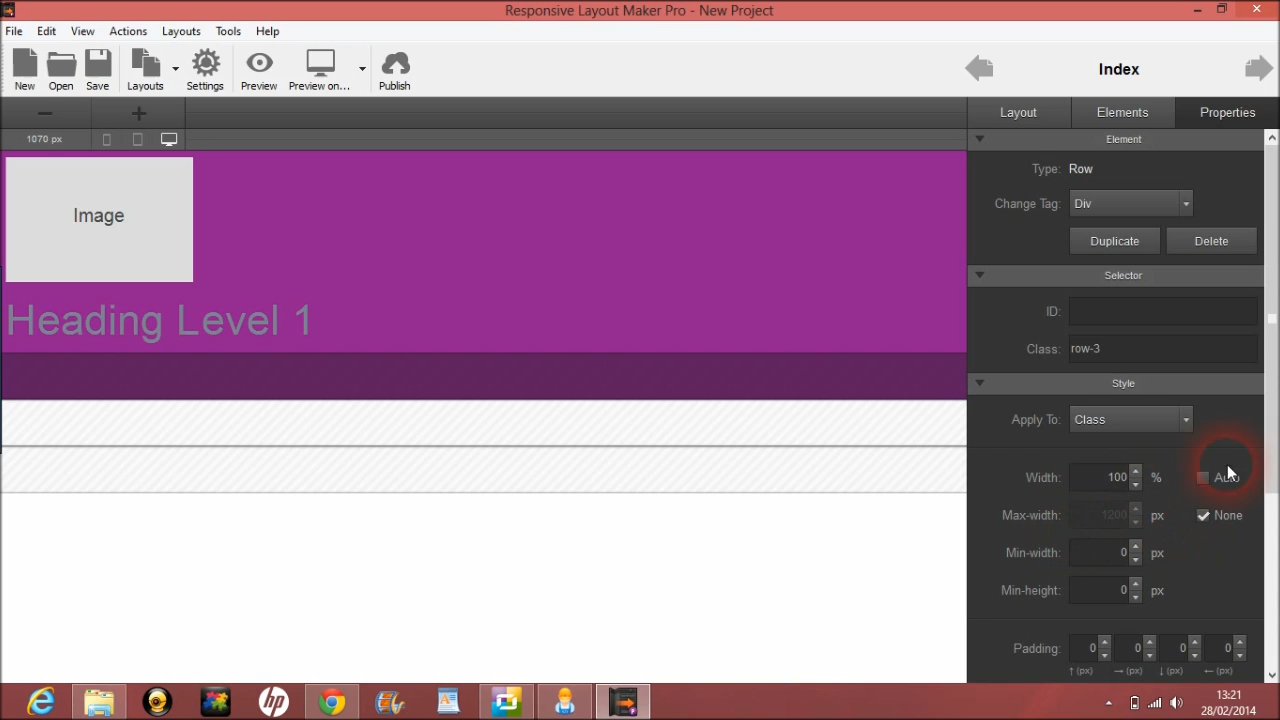 Responsive Layout Maker Pro - New Project
File Edit View Actions Layouts Tools Help
New Open Save Layouts Settings Preview Preview on... Publish
Index
Layout Elements Properties
1070 px
Element
Type: Row
Change Tag: Div
Duplicate Delete
Selector
ID:
Class: row-3
Style
Apply To: Class
Width: 100 % Auto
Max-width: 1200 px None
Min-width: 0 px
Min-height: 0 px
Padding: 0 0 0 0
↑ (px) → (px) ↓ (px) ← (px)
Image
Heading Level 1
13:21
28/02/2014